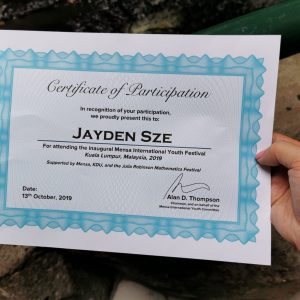 Certificate of Participation
In recognition of your participation,
we proudly present this to:
JAYDEN SZE
For attending the inaugural Mensa International Youth Festival
Kuala Lumpur, Malaysia, 2019
Supported by Mensa, KDU, and the Julia Robinson Mathematics Festival
Date:
13th October, 2019
Alan D. Thompson
Chairman, and on behalf of the
Mensa International Youth Committee